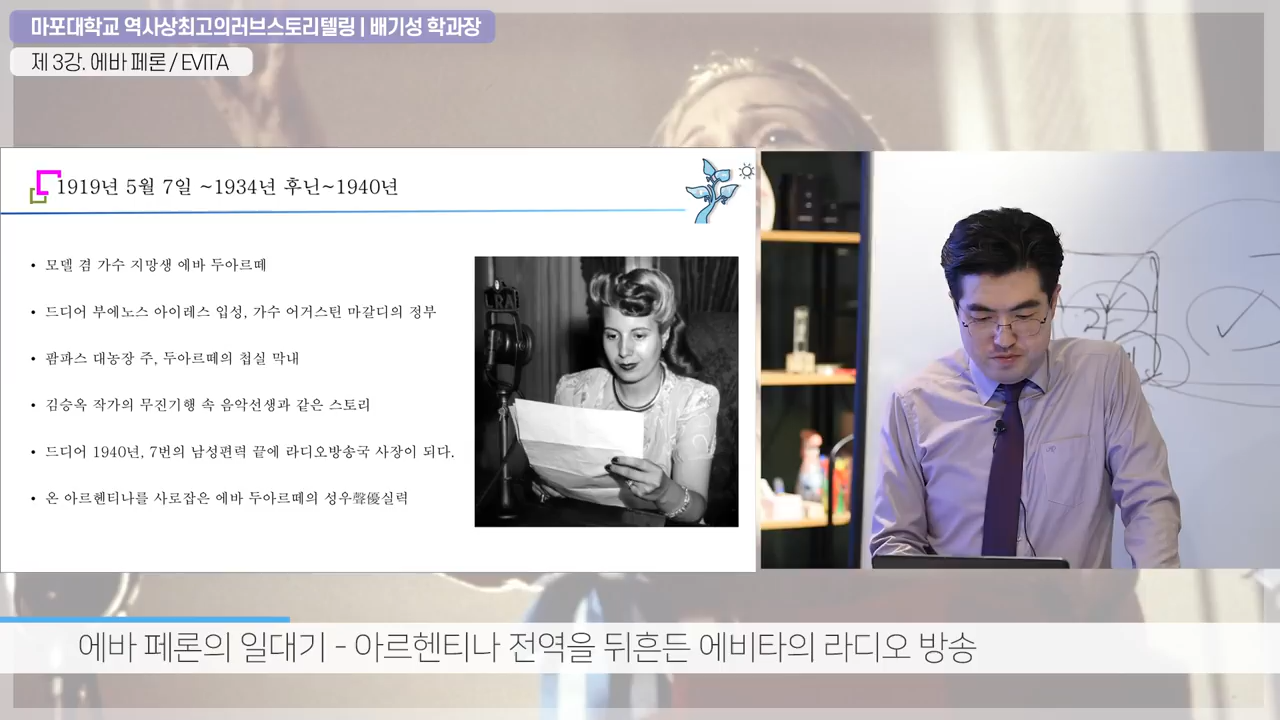 마포대학교 역사상최고의러브스토리텔링 | 배기성 학과장
제 3강. 에바 페론 / EVITA
1919년 5월 7일 ~1934년 후닌~1940년
• 모델 겸 가수 지망생 에바 두아르떼
• 드디어 부에노스 아이레스 입성, 가수 어거스틴 마갈디의 정부
• 팜파스 대농장 주, 두아르떼의 첩실 막내
• 김승옥 작가의 무진기행 속 음악선생과 같은 스토리
• 드디어 1940년, 7번의 남성편력 끝에 라디오방송국 사장이 되다.
• 온 아르헨티나를 사로잡은 에바 두아르떼의 성우聲優실력
에바 페론의 일대기 - 아르헨티나 전역을 뒤흔든 에비타의 라디오 방송